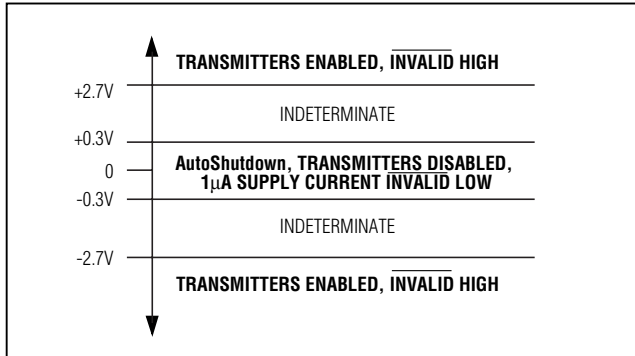 TRANSMITTERS ENABLED, INVALID HIGH
+2.7V
INDETERMINATE
+0.3V
0
AutoShutdown, TRANSMITTERS DISABLED,
1μA SUPPLY CURRENT INVALID LOW
-0.3V
INDETERMINATE
-2.7V
TRANSMITTERS ENABLED, INVALID HIGH